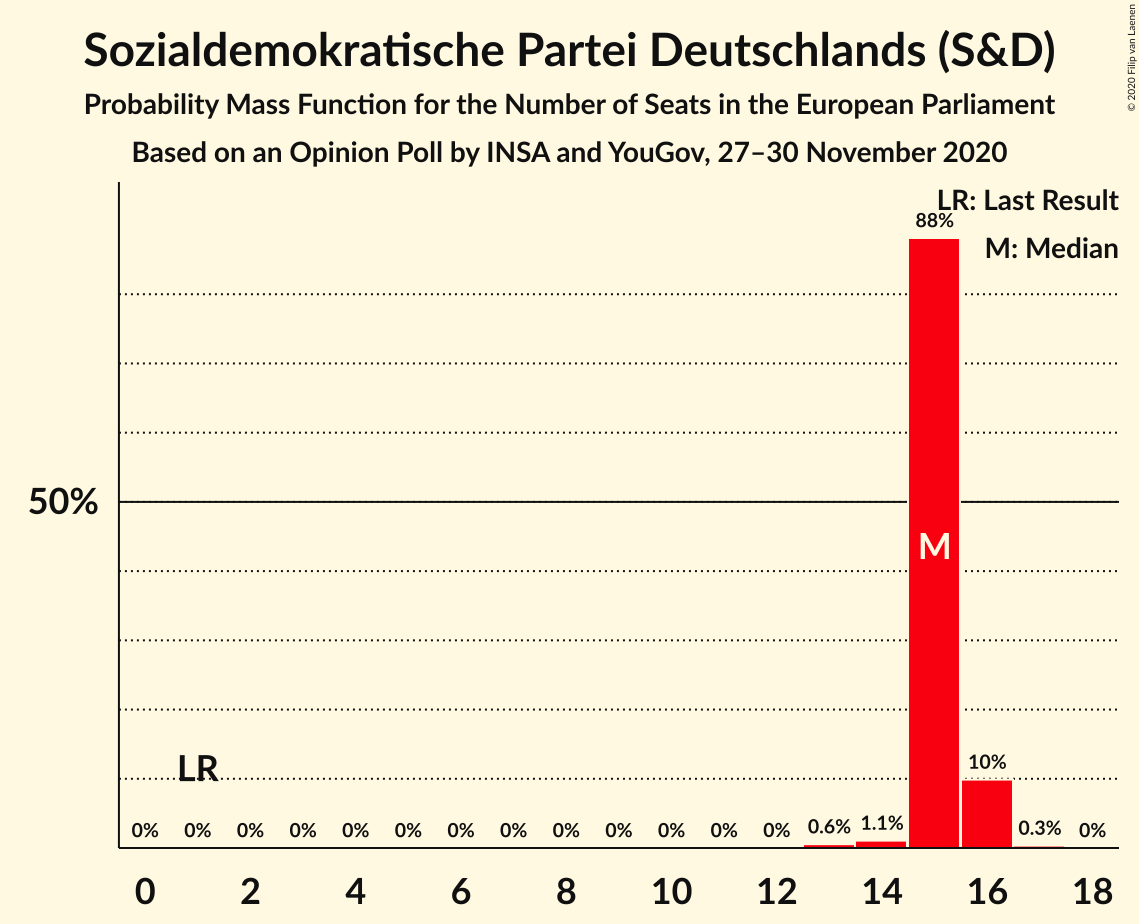 Sozialdemokratische Partei Deutschlands (S&D)
Probability Mass Function for the Number of Seats in the European Parliament
Based on an Opinion Poll by INSA and YouGov, 27–30 November 2020
© 2020 Filip van Laenen
LR: Last Result
M: Median
88%
50%
M
LR
10%
0% 0% 0% 0% 0% 0% 0% 0% 0% 0% 0% 0% 0% 0.6% 1.1% 0.3% 0%
0 2 4 6 8 10 12 14 16 18